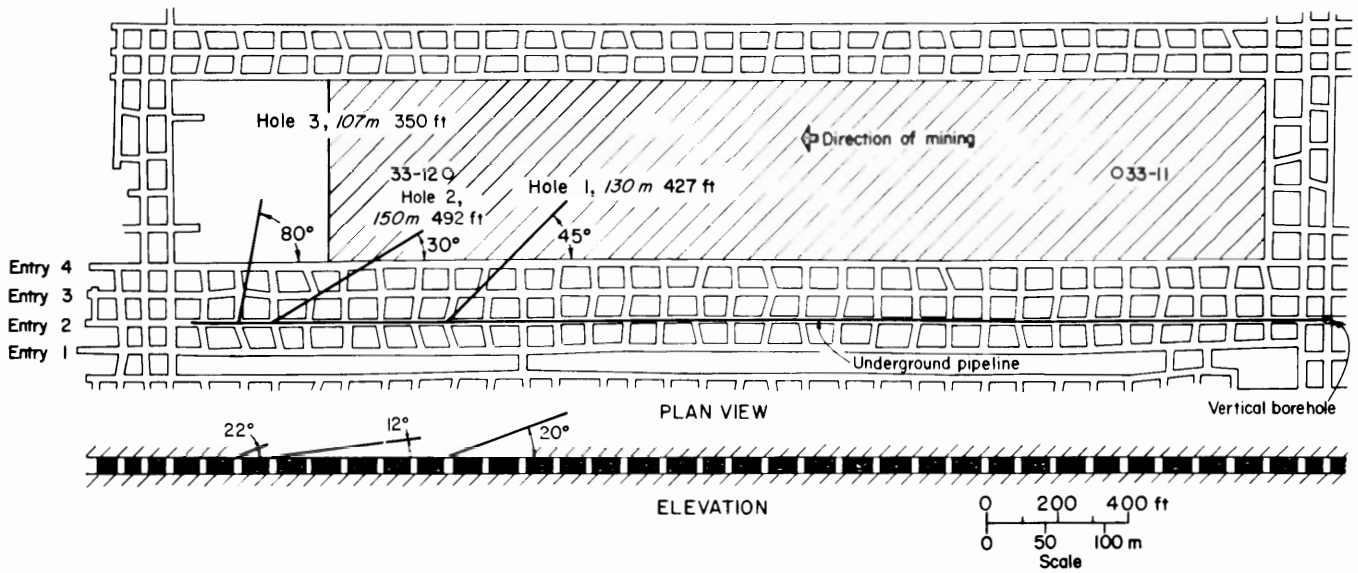 Hole 3, 107m 350 ft
Direction of mining
33-12
33-11
Hole 2,
150m 492 ft
Hole 1, 130 m 427 ft
80°
30°
45°
Entry 4
Entry 3
Entry 2
Entry 1
Underground pipeline
Vertical borehole
PLAN VIEW
22°
12°
20°
ELEVATION
0 200 400 ft
0 50 100 m
Scale